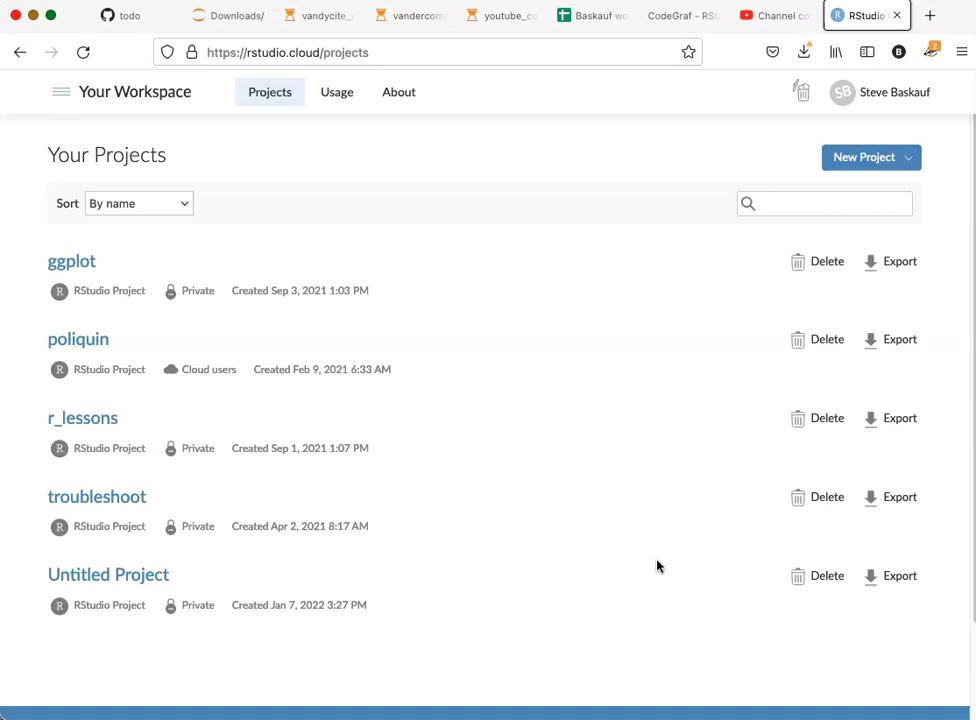 todo
Downloads/
vandycite_
vandercom
youtube_co
Baskauf wo
CodeGraf - RSt
Channel co
RStudio
https://rstudio.cloud/projects
B
2
Your Workspace
Projects
Usage
About
SB
Steve Baskauf
Your Projects
New Project
Sort
By name
ggplot
Delete
Export
R RStudio Project Private Created Sep 3, 2021 1:03 PM
poliquin
Delete
Export
R RStudio Project Cloud users Created Feb 9, 2021 6:33 AM
r_lessons
Delete
Export
R RStudio Project Private Created Sep 1, 2021 1:07 PM
troubleshoot
Delete
Export
R RStudio Project Private Created Apr 2, 2021 8:17 AM
Untitled Project
Delete
Export
R RStudio Project Private Created Jan 7, 2022 3:27 PM